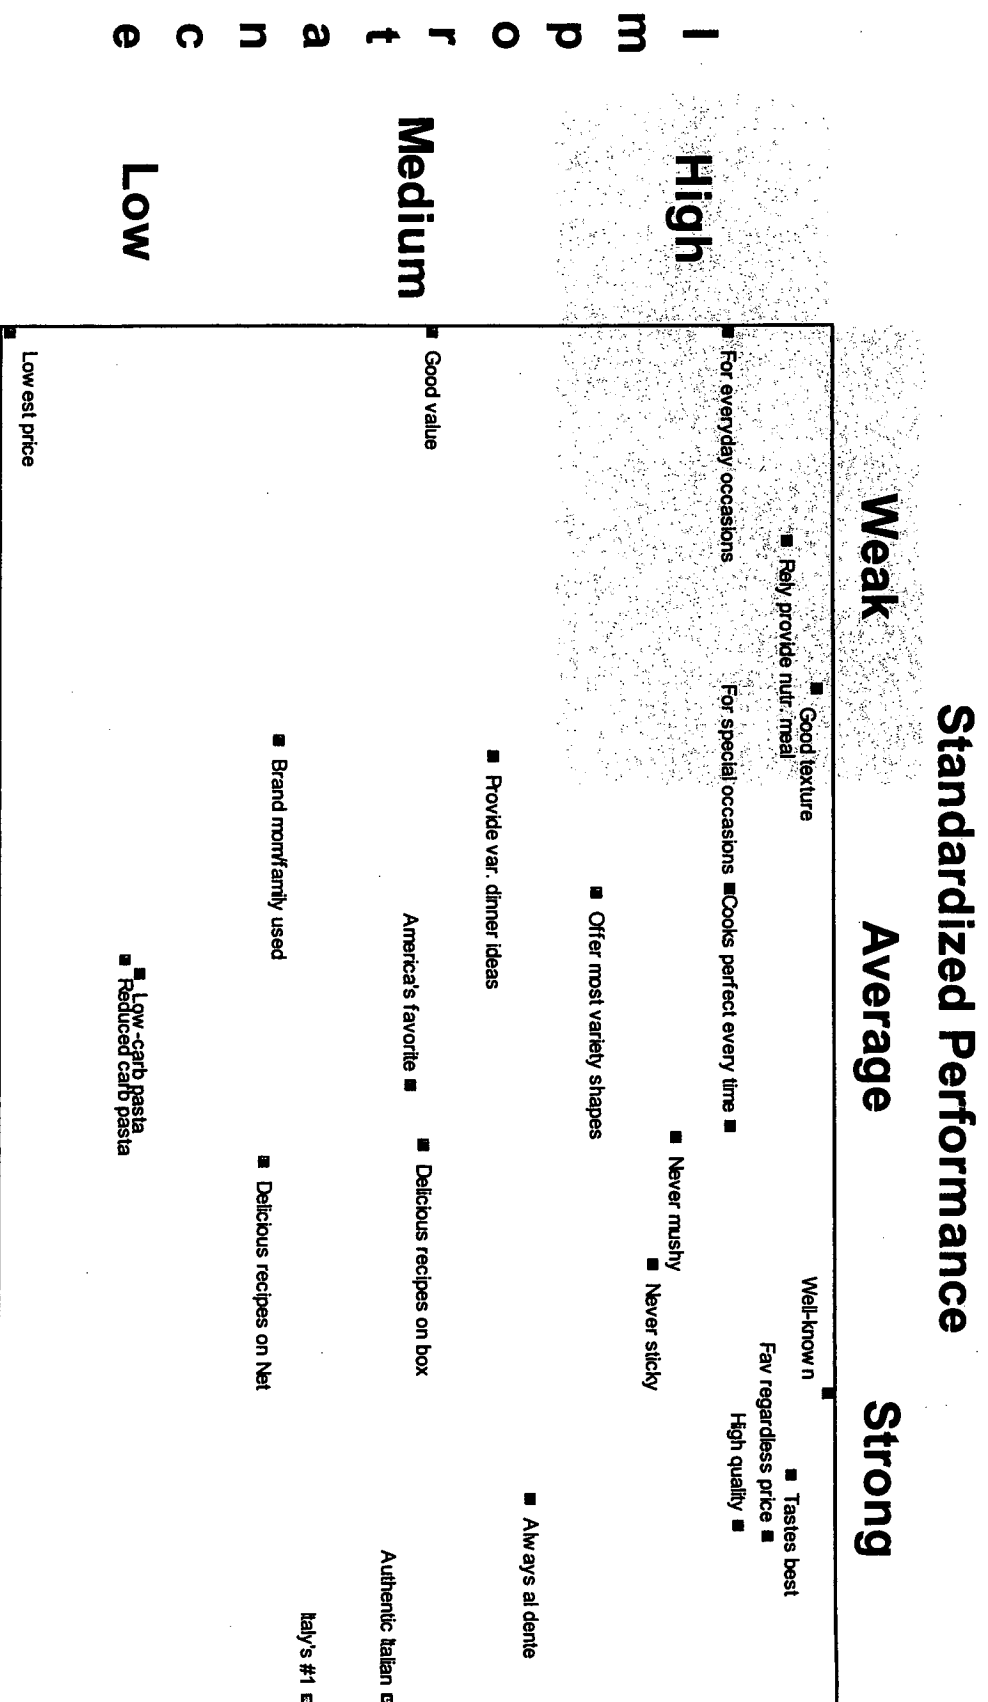 Standardized Performance
Weak
Average
Strong
Importance
High
Medium
Low
Well-known
Good texture
Tastes best
Rely provide nutr. meal
Fav regardless price
High quality
For everyday occasions
For special occasions
Cooks perfect every time
Never mushy
Never sticky
Offer most variety shapes
Always al dente
Provide var. dinner ideas
Good value
Delicious recipes on box
America's favorite
Authentic Italian
Italy's #1
Brand mom/family used
Delicious recipes on Net
Low-carb pasta
Reduced carb pasta
Lowest price